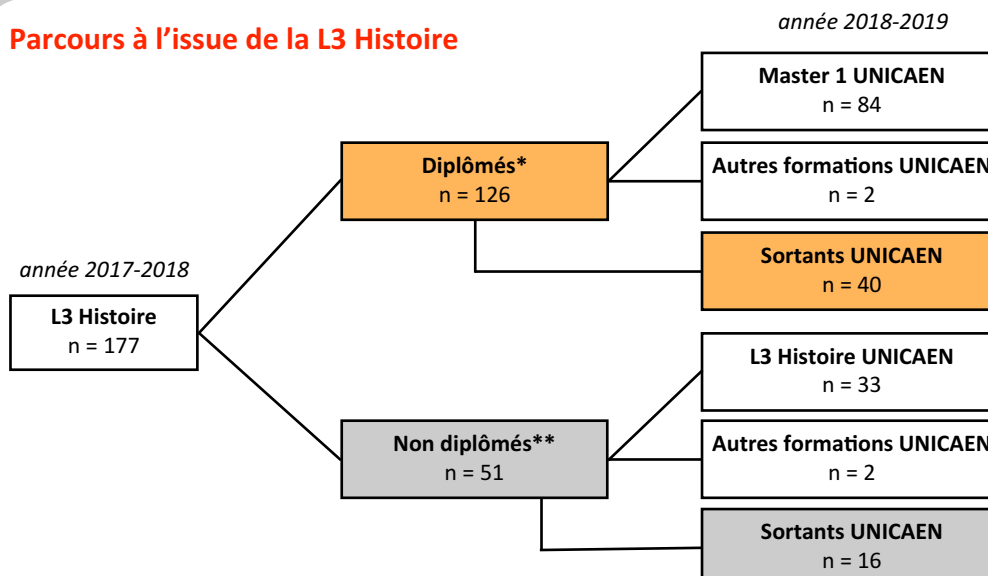 Parcours à l'issue de la L3 Histoire
année 2018-2019
Master 1 UNICAEN
n = 84
Diplômés*
n = 126
Autres formations UNICAEN
n = 2
Sortants UNICAEN
n = 40
année 2017-2018
L3 Histoire
n = 177
L3 Histoire UNICAEN
n = 33
Non diplômés**
n = 51
Autres formations UNICAEN
n = 2
Sortants UNICAEN
n = 16